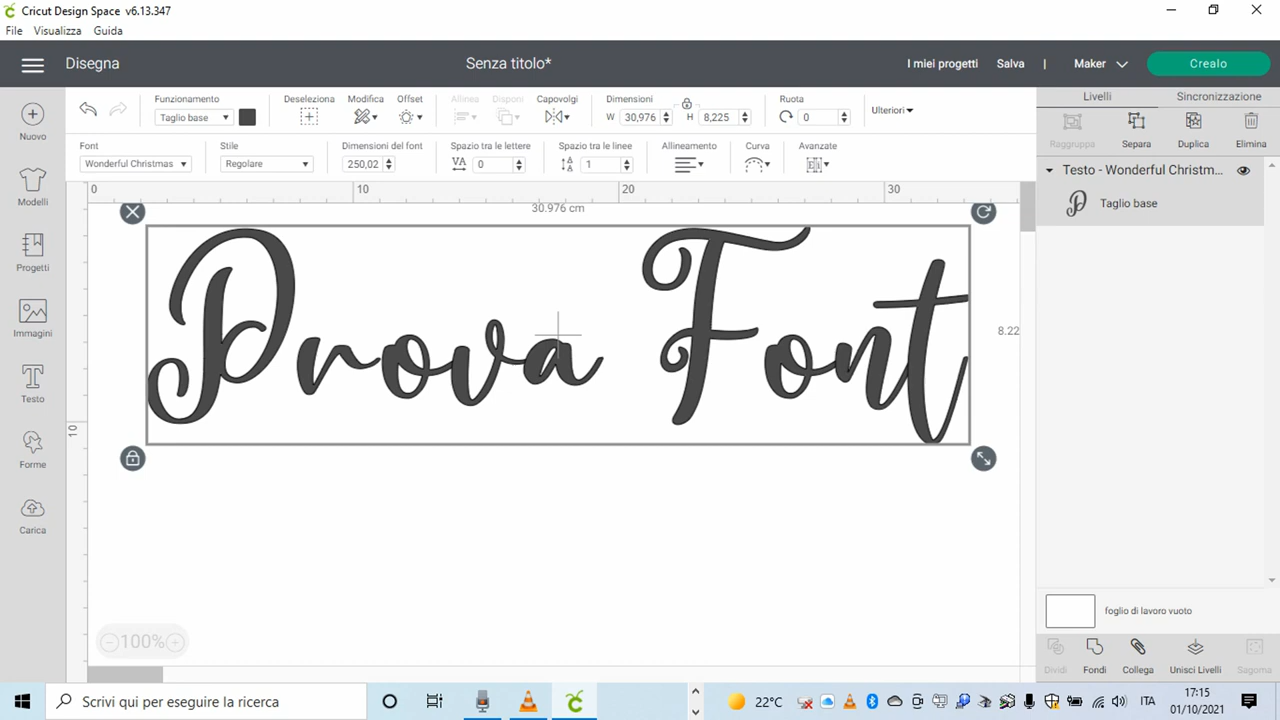 Cricut Design Space v6.13.347
File Visualizza Guida
Disegna
Senza titolo*
I miei progetti Salva | Maker Crealo
Funzionamento Deseleziona Modifica Offset Allinea Disponi Capovolgi Dimensioni Ruota
Taglio base W 30,976 H 8,225 0 Ulteriori
Font Stile Dimensioni del font Spazio tra le lettere Spazio tra le linee Allineamento Curva Avanzate
Wonderful Christmas Regolare 250,02 VA 0 1
Nuovo
Modelli
Progetti
Immagini
Testo
Forme
Carica
0 10 20 30
30.976 cm
Prova Font
8.22
10
100%
Livelli Sincronizzazione
Raggruppa Separa Duplica Elimina
Testo - Wonderful Christm...
Taglio base
foglio di lavoro vuoto
Dividi Fondi Collega Unisci Livelli Sagoma
Scrivi qui per eseguire la ricerca
22°C
ITA
17:15
01/10/2021